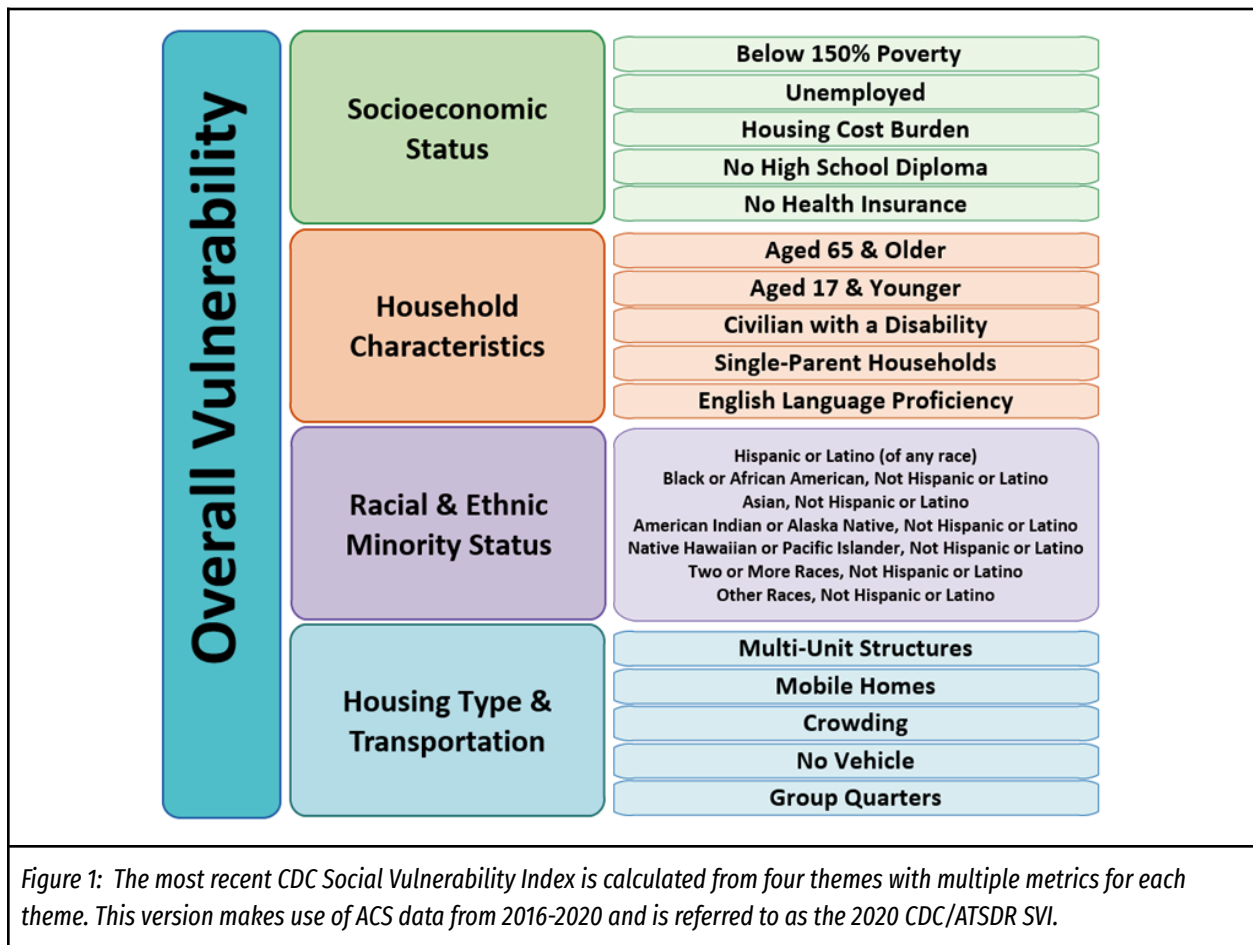 Overall Vulnerability
Socioeconomic
Status
Below 150% Poverty
Unemployed
Housing Cost Burden
No High School Diploma
No Health Insurance
Household
Characteristics
Aged 65 & Older
Aged 17 & Younger
Civilian with a Disability
Single-Parent Households
English Language Proficiency
Racial & Ethnic
Minority Status
Hispanic or Latino (of any race)
Black or African American, Not Hispanic or Latino
Asian, Not Hispanic or Latino
American Indian or Alaska Native, Not Hispanic or Latino
Native Hawaiian or Pacific Islander, Not Hispanic or Latino
Two or More Races, Not Hispanic or Latino
Other Races, Not Hispanic or Latino
Housing Type &
Transportation
Multi-Unit Structures
Mobile Homes
Crowding
No Vehicle
Group Quarters
Figure 1: The most recent CDC Social Vulnerability Index is calculated from four themes with multiple metrics for each
theme. This version makes use of ACS data from 2016-2020 and is referred to as the 2020 CDC/ATSDR SVI.